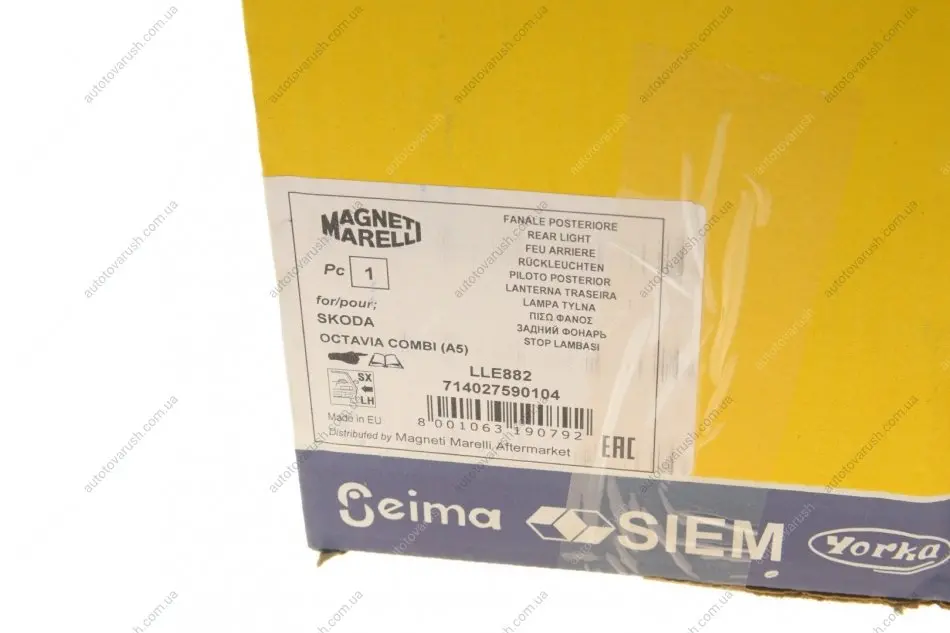 MAGNETI
MARELLI
Pc 1
for/pour;
SKODA
OCTAVIA COMBI (A5)
SX
LH
Made in EU
FANALE POSTERIORE
REAR LIGHT
FEU ARRIERE
RÜCKLEUCHTEN
PILOTO POSTERIOR
LANTERNA TRASEIRA
LAMPA TYLNA
ΠΙΣΩ ΦΑΝΟΣ
ЗАДНИЙ ФОНАРЬ
STOP LAMBASI
LLE882
714027590104
8 001063 190792
Distributed by Magneti Marelli Aftermarket
EAC
Seima
SIEM
Yorka
autotovarush.com.ua